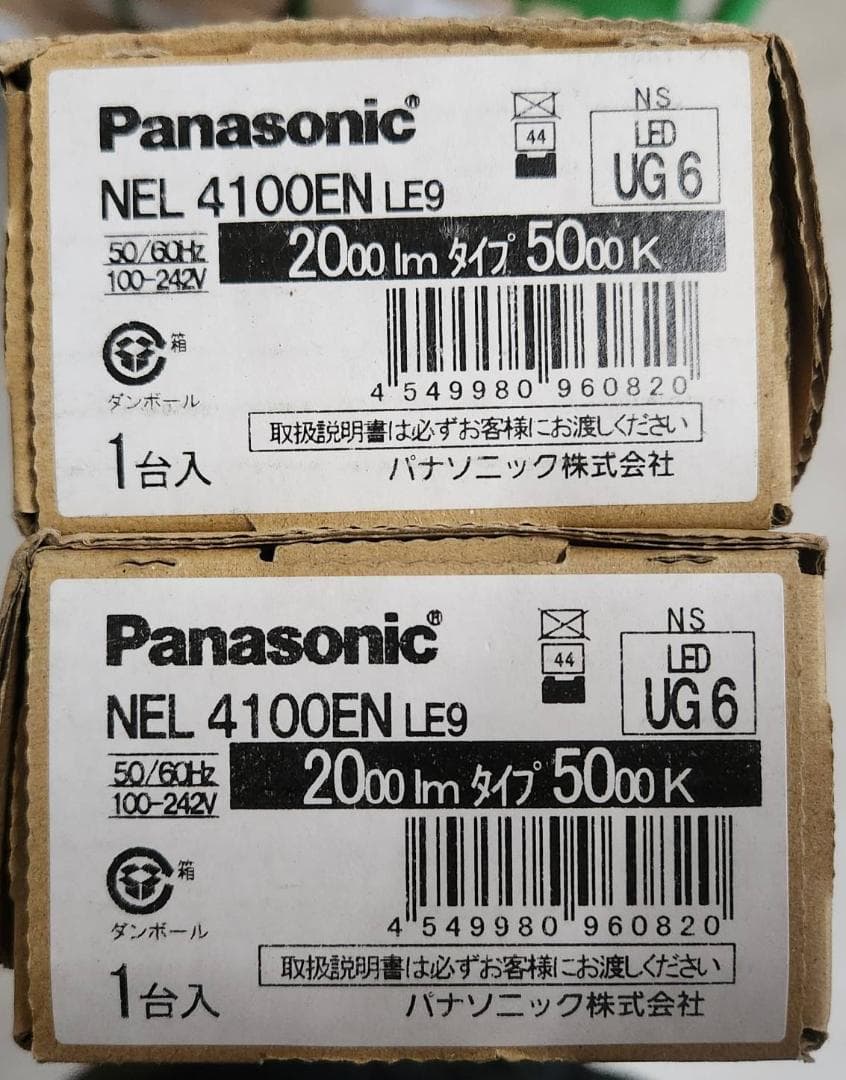 Panasonic®
NS
44
LED
UG 6
NEL 4100EN LE9
50/60Hz
100-242V
2000 lm タイプ 5000 K
箱
ダンボール
4 549980 960820
取扱説明書は必ずお客様にお渡しください
1台入
パナソニック株式会社
Panasonic®
NS
44
LED
UG 6
NEL 4100EN LE9
50/60Hz
100-242V
2000 lm タイプ 5000 K
箱
ダンボール
4 549980 960820
取扱説明書は必ずお客様にお渡しください
1台入
パナソニック株式会社